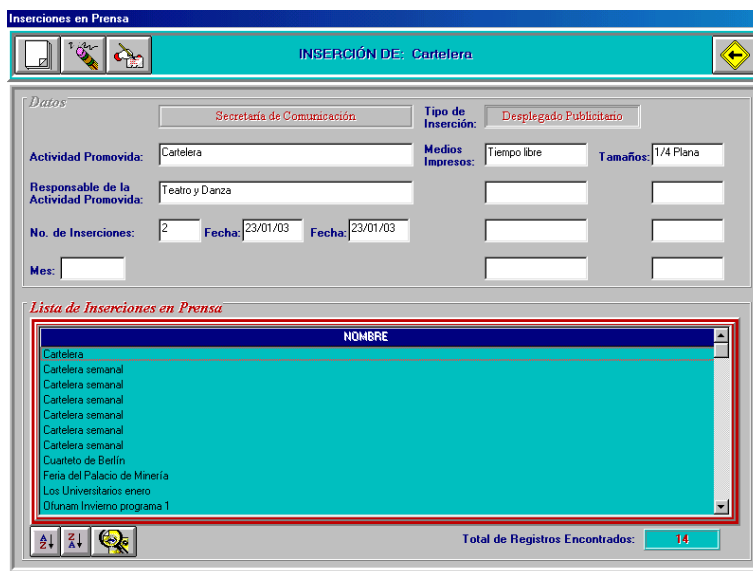 Inserciones en Prensa
INSERCIÓN DE: Cartelera
Datos
Secretaría de Comunicación
Tipo de Inserción:
Desplegado Publicitario
Actividad Promovida:
Cartelera
Medios Impresos:
Tiempo libre
Tamaños:
1/4 Plana
Responsable de la Actividad Promovida:
Teatro y Danza
No. de Inserciones:
2
Fecha:
23/01/03
Fecha:
23/01/03
Mes:
Lista de Inserciones en Prensa
NOMBRE
Cartelera
Cartelera semanal
Cartelera semanal
Cartelera semanal
Cartelera semanal
Cartelera semanal
Cartelera semanal
Cuarteto de Berlín
Feria del Palacio de Minería
Los Universitarios enero
Ofunam Invierno programa 1
A
Z
Z
A
Total de Registros Encontrados:
14